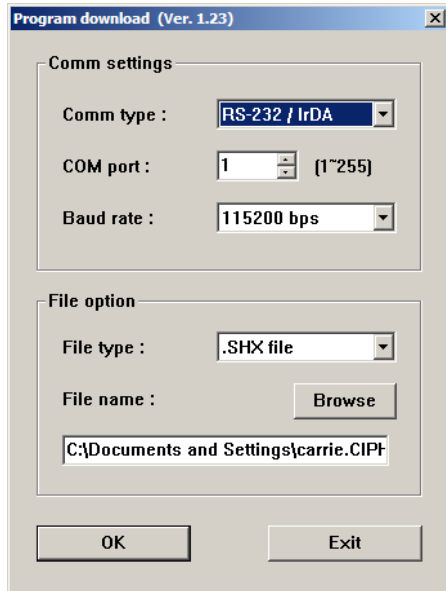 Program download (Ver. 1.23)
Comm settings
Comm type : RS-232 / IrDA
COM port : 1 (1~255)
Baud rate : 115200 bps
File option
File type : .SHX file
File name : Browse
C:\Documents and Settings\carrie.CIPH
OK Exit